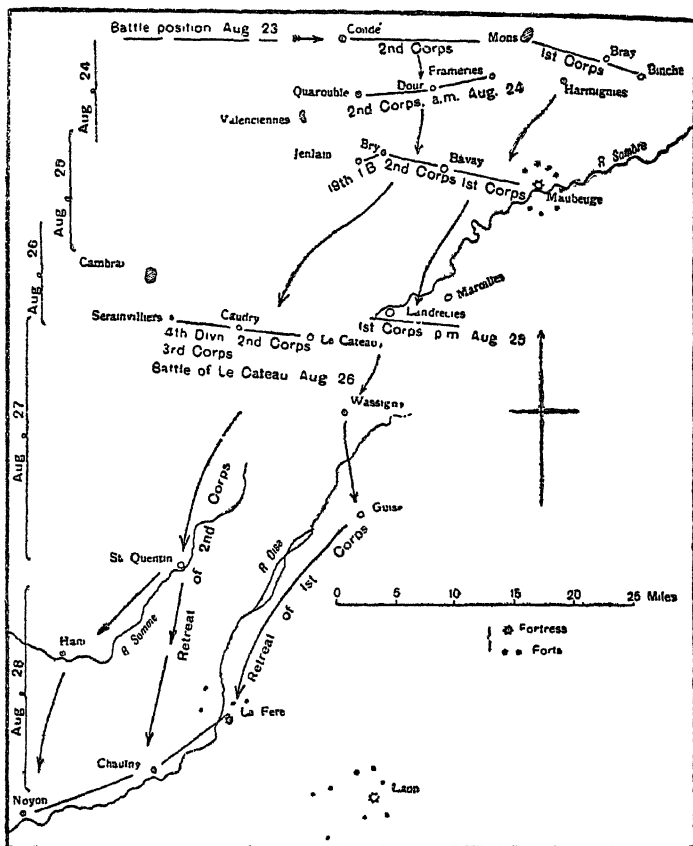 Battle position Aug 23
Condé
Mons
2nd Corps
1st Corps
Bray
Binche
Aug 24
Frameries
Dour
Quarouble
2nd Corps, a.m. Aug. 24
Harmignies
Valenciennes
R Sambre
Aug 25
Jenlain
Bry
Bavay
19th I B 2nd Corps 1st Corps
Maubeuge
Cambrai
Aug 26
Maroilles
Landrecies
Serainvilliers
Caudry
Le Cateau
4th Divn 2nd Corps
3rd Corps
1st Corps p m Aug 25
Battle of Le Cateau Aug 26
Wassigny
Aug 27
Guise
St. Quentin
R Oise
Retreat of 2nd Corps
Retreat of 1st Corps
0 5 10 15 20 25 Miles
Fortress
Forts
Ham
R Somme
Aug 28
La Fere
Chauny
Laon
Noyon